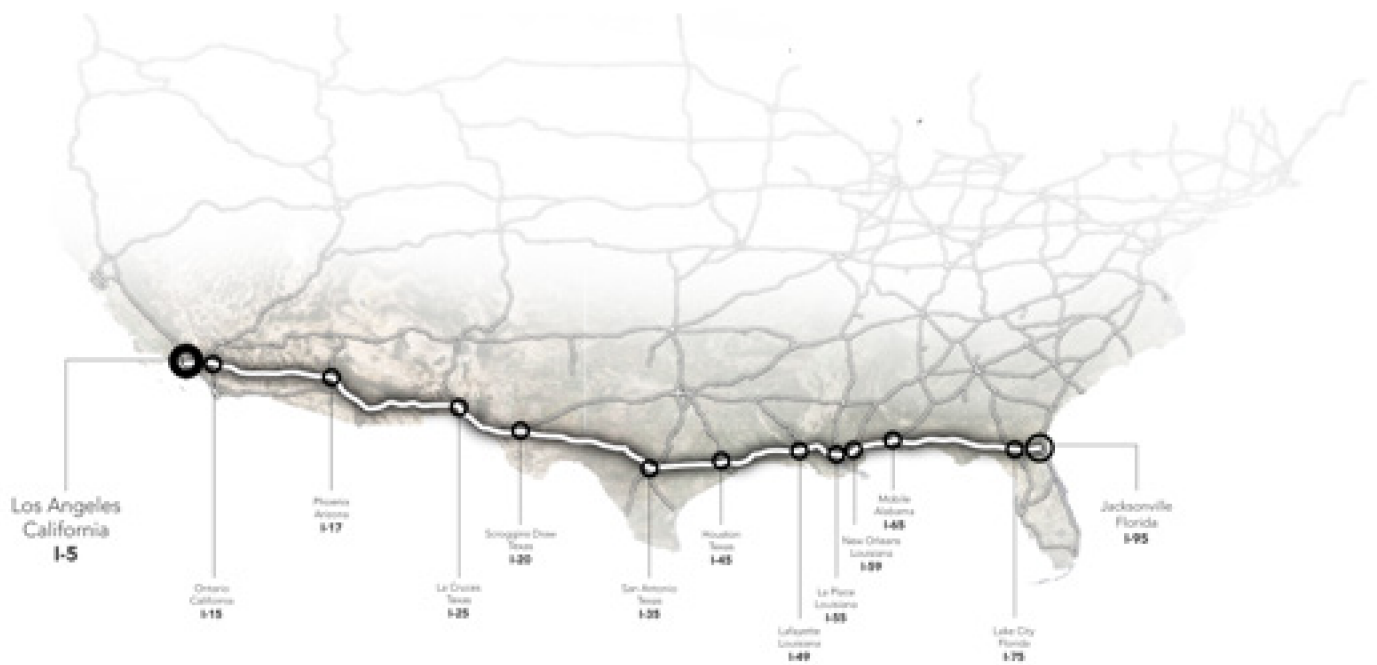 Los Angeles
California
I-5
Ontario
California
I-15
Phoenix
Arizona
I-17
La Cruces
Texas
I-25
Scroggins Draw
Texas
I-20
San Antonio
Texas
I-35
Houston
Texas
I-45
Lafayette
Louisiana
I-49
La Place
Louisiana
I-55
New Orleans
Louisiana
I-59
Mobile
Alabama
I-65
Lake City
Florida
I-75
Jacksonville
Florida
I-95